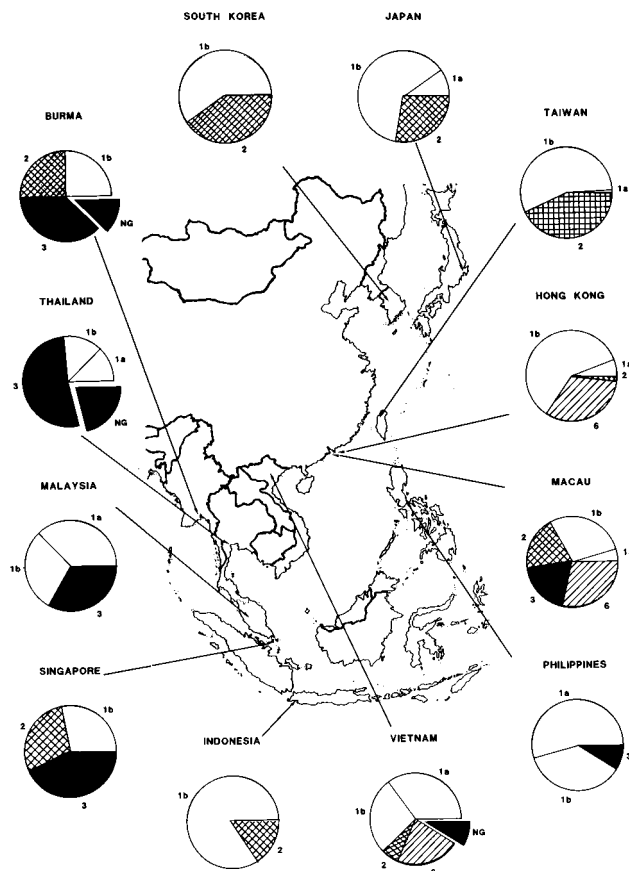 SOUTH KOREA
1b
2
JAPAN
1b
1a
2
BURMA
2
1b
3
NG
TAIWAN
1b
1a
2
THAILAND
1b
1a
3
NG
HONG KONG
1b
1a
2
6
MALAYSIA
1a
1b
3
MACAU
1b
2
3
6
SINGAPORE
1b
2
3
PHILIPPINES
1a
3
1b
INDONESIA
1b
2
VIETNAM
1a
1b
NG
2